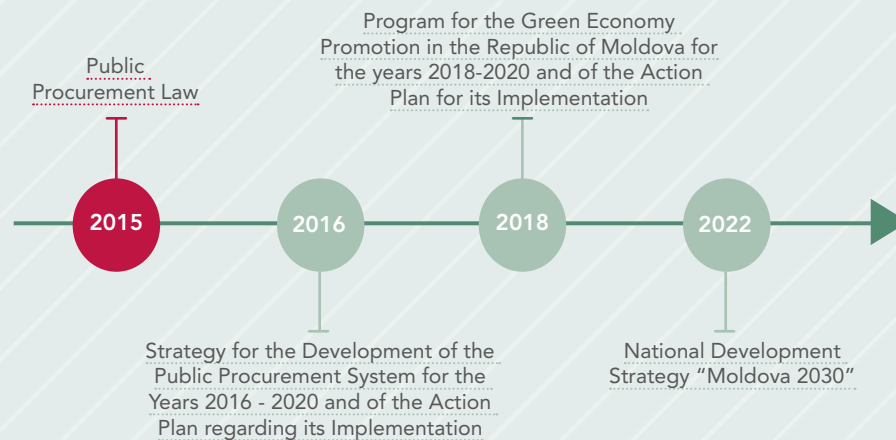 Public
Procurement Law
Program for the Green Economy
Promotion in the Republic of Moldova for
the years 2018-2020 and of the Action
Plan for its Implementation
2015
2016
2018
2022
Strategy for the Development of the
Public Procurement System for the
Years 2016 - 2020 and of the Action
Plan regarding its Implementation
National Development
Strategy “Moldova 2030”